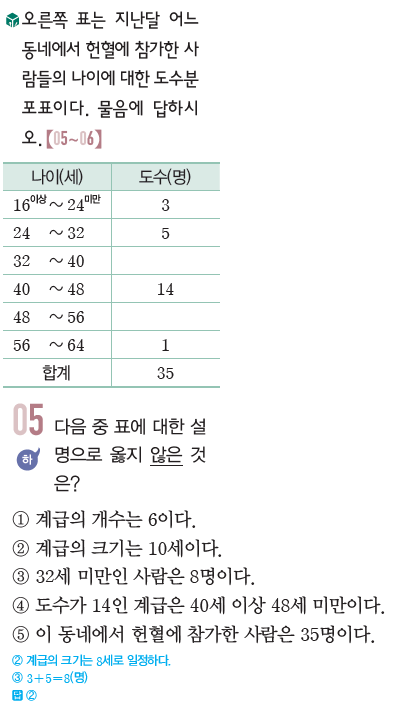 오른쪽 표는 지난달 어느
동네에서 헌혈에 참가한 사
람들의 나이에 대한 도수분
포표이다. 물음에 답하시
오.【05~06】
나이(세) 도수(명)
16이상 ~ 24미만 3
24 ~ 32 5
32 ~ 40
40 ~ 48 14
48 ~ 56
56 ~ 64 1
합계 35
05 다음 중 표에 대한 설
하 명으로 옳지 않은 것
은?
① 계급의 개수는 6이다.
② 계급의 크기는 10세이다.
③ 32세 미만인 사람은 8명이다.
④ 도수가 14인 계급은 40세 이상 48세 미만이다.
⑤ 이 동네에서 헌혈에 참가한 사람은 35명이다.
② 계급의 크기는 8세로 일정하다.
③ 3+5=8(명)
답 ②